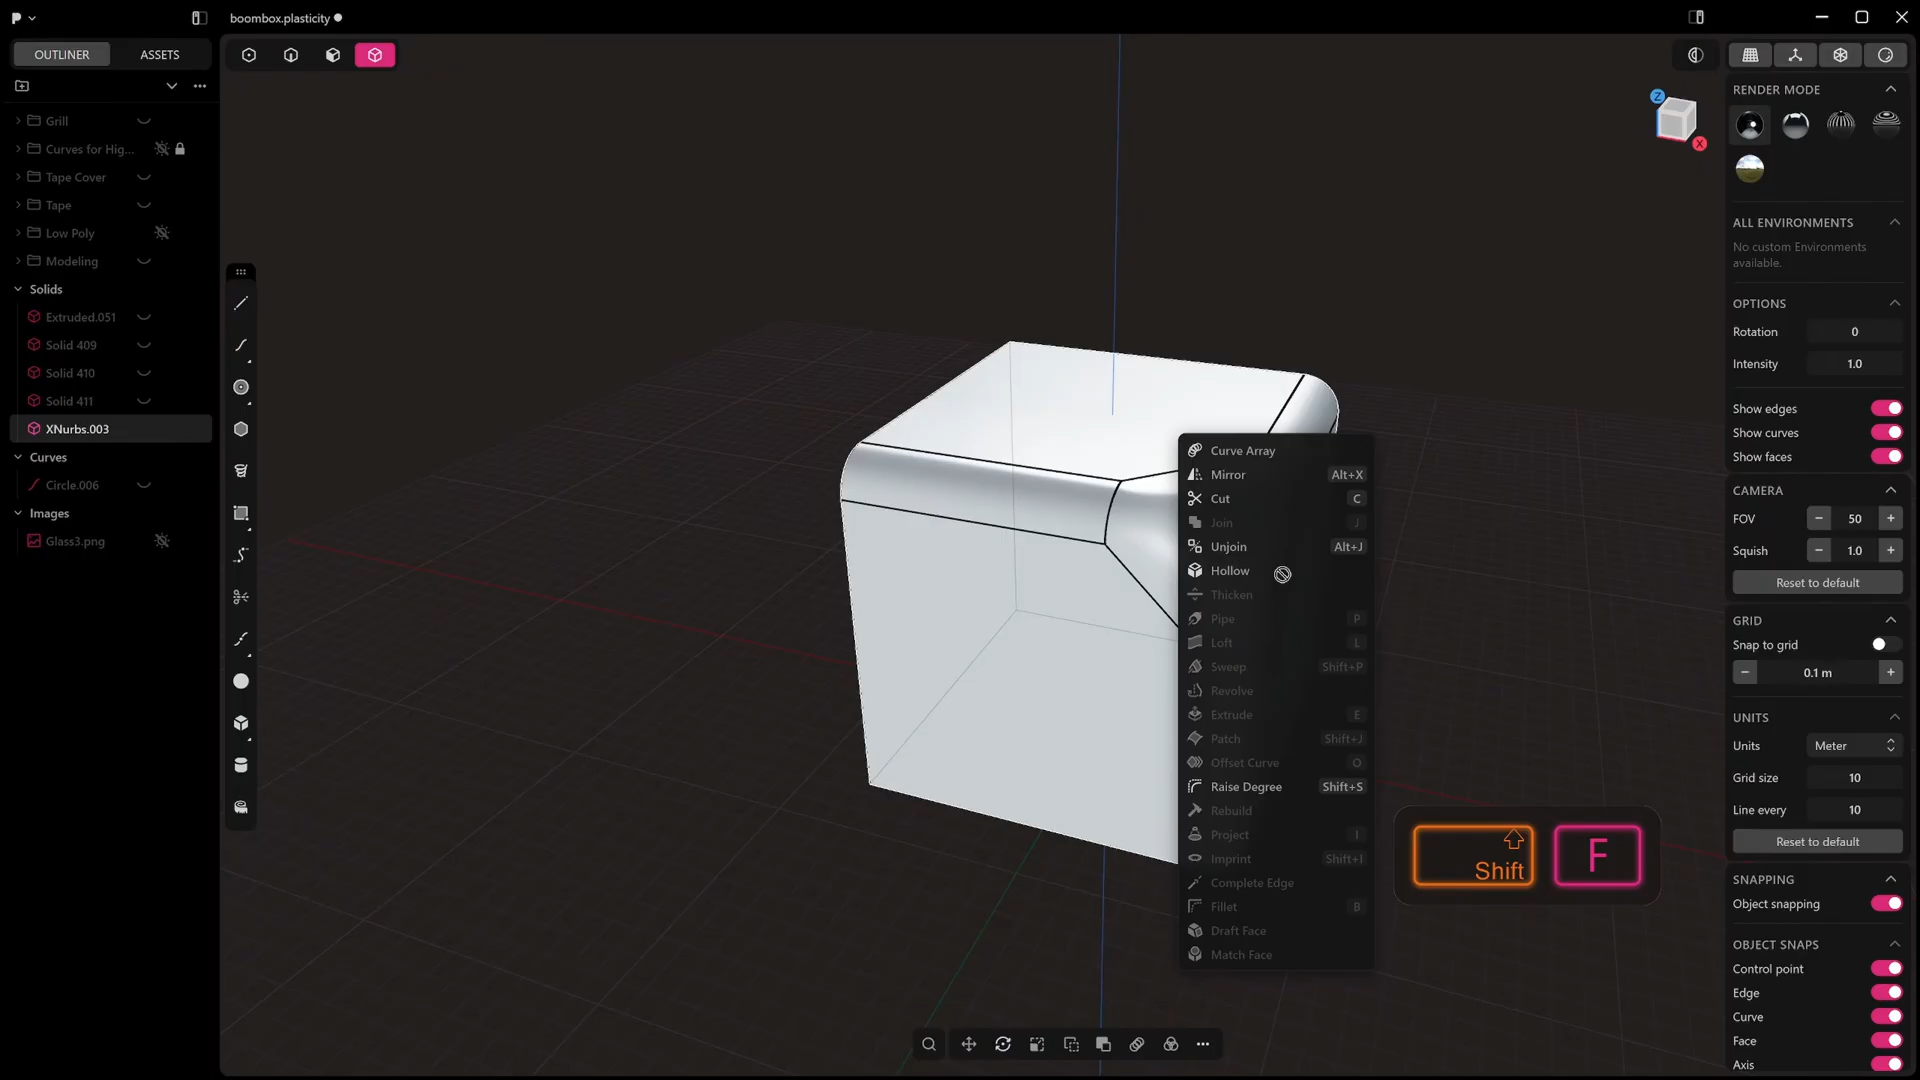 boombox.plasticity
OUTLINER
ASSETS
Grill
Curves for Hig...
Tape Cover
Tape
Low Poly
Modeling
Solids
Extruded.051
Solid 409
Solid 410
Solid 411
XNurbs.003
Curves
Circle.006
Images
Glass3.png
Z
X
Curve Array
Mirror Alt+X
Cut C
Join J
Unjoin Alt+J
Hollow
Thicken
Pipe P
Loft L
Sweep Shift+P
Revolve
Extrude E
Patch Shift+J
Offset Curve O
Raise Degree Shift+S
Rebuild
Project I
Imprint Shift+I
Complete Edge
Fillet B
Draft Face
Match Face
Shift
F
RENDER MODE
ALL ENVIRONMENTS
No custom Environments
available.
OPTIONS
Rotation 0
Intensity 1.0
Show edges
Show curves
Show faces
CAMERA
FOV − 50 +
Squish − 1.0 +
Reset to default
GRID
Snap to grid
− 0.1 m +
UNITS
Units Meter
Grid size 10
Line every 10
Reset to default
SNAPPING
Object snapping
OBJECT SNAPS
Control point
Edge
Curve
Face
Axis